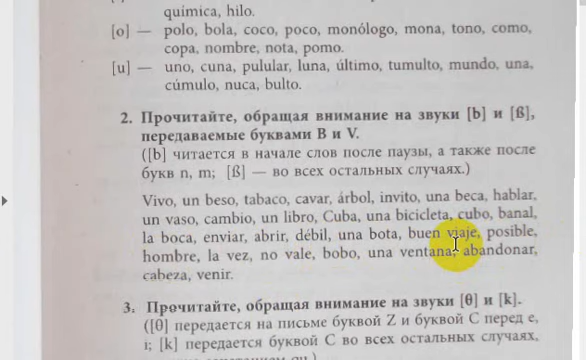 química, hilo.
[o] — polo, bola, coco, poco, monólogo, mona, tono, como,
copa, nombre, nota, pomo.
[u] — uno, cuna, pulular, luna, último, tumulto, mundo, una,
cúmulo, nuca, bulto.
2. Прочитайте, обращая внимание на звуки [b] и [ß],
передаваемые буквами B и V.
([b] читается в начале слов после паузы, а также после
букв n, m; [ß] — во всех остальных случаях.)
Vivo, un beso, tabaco, cavar, árbol, invito, una beca, hablar,
un vaso, cambio, un libro, Cuba, una bicicleta, cubo, banal,
la boca, enviar, abrir, débil, una bota, buen viaje, posible,
hombre, la vez, no vale, bobo, una ventana, abandonar,
cabeza, venir.
3. Прочитайте, обращая внимание на звуки [θ] и [k].
([θ] передается на письме буквой Z и буквой C перед e,
i; [k] передается буквой C во всех остальных случаях,